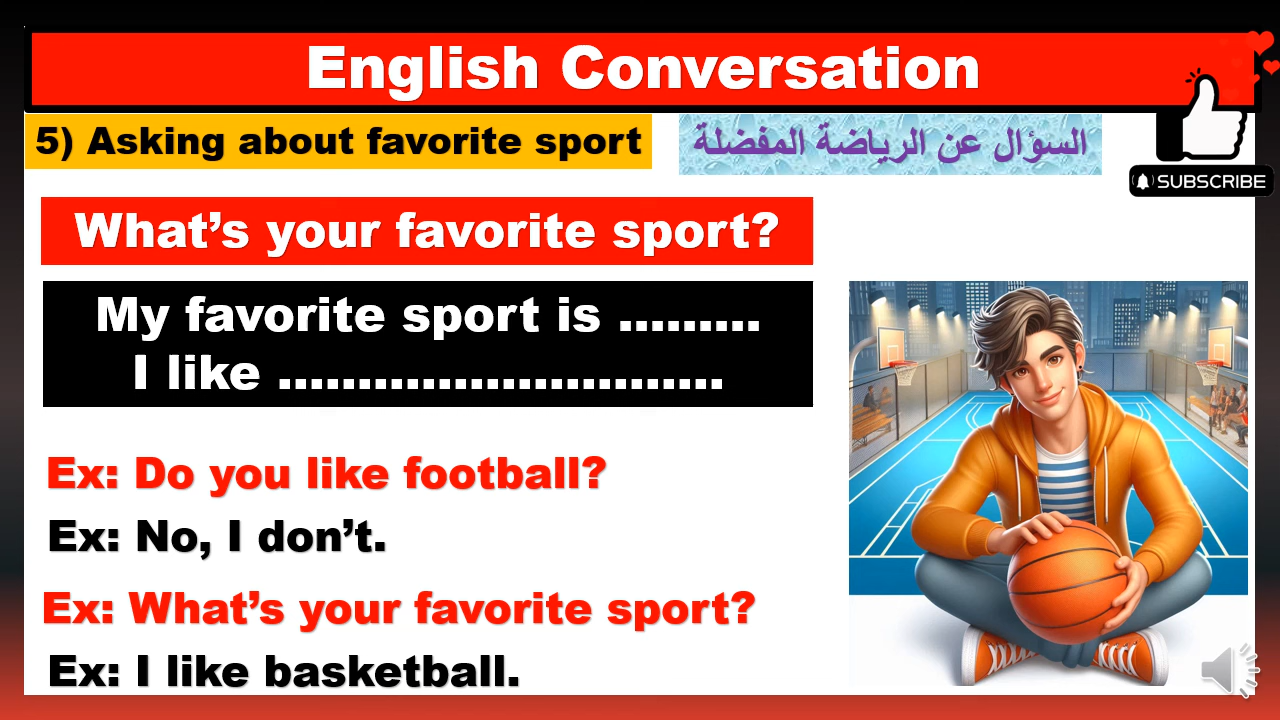 English Conversation
5) Asking about favorite sport
السؤال عن الرياضة المفضلة
SUBSCRIBE
What’s your favorite sport?
My favorite sport is .........
I like ............................
Ex: Do you like football?
Ex: No, I don’t.
Ex: What’s your favorite sport?
Ex: I like basketball.